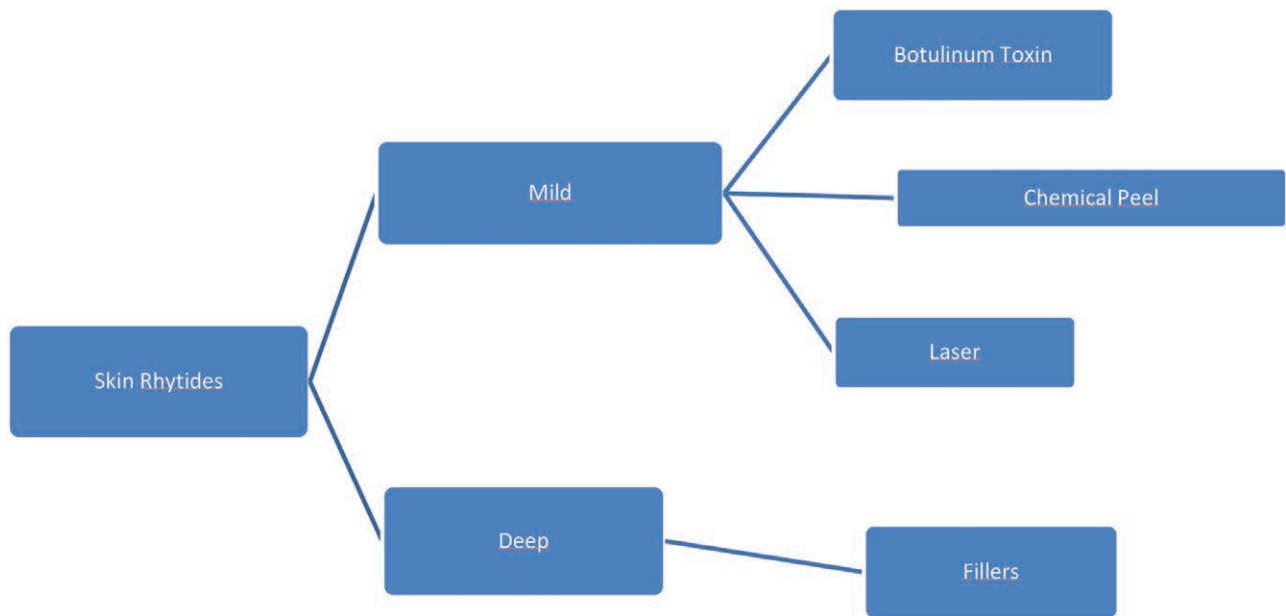 Botulinum Toxin
Mild
Chemical Peel
Laser
Skin Rhytides
Deep
Fillers